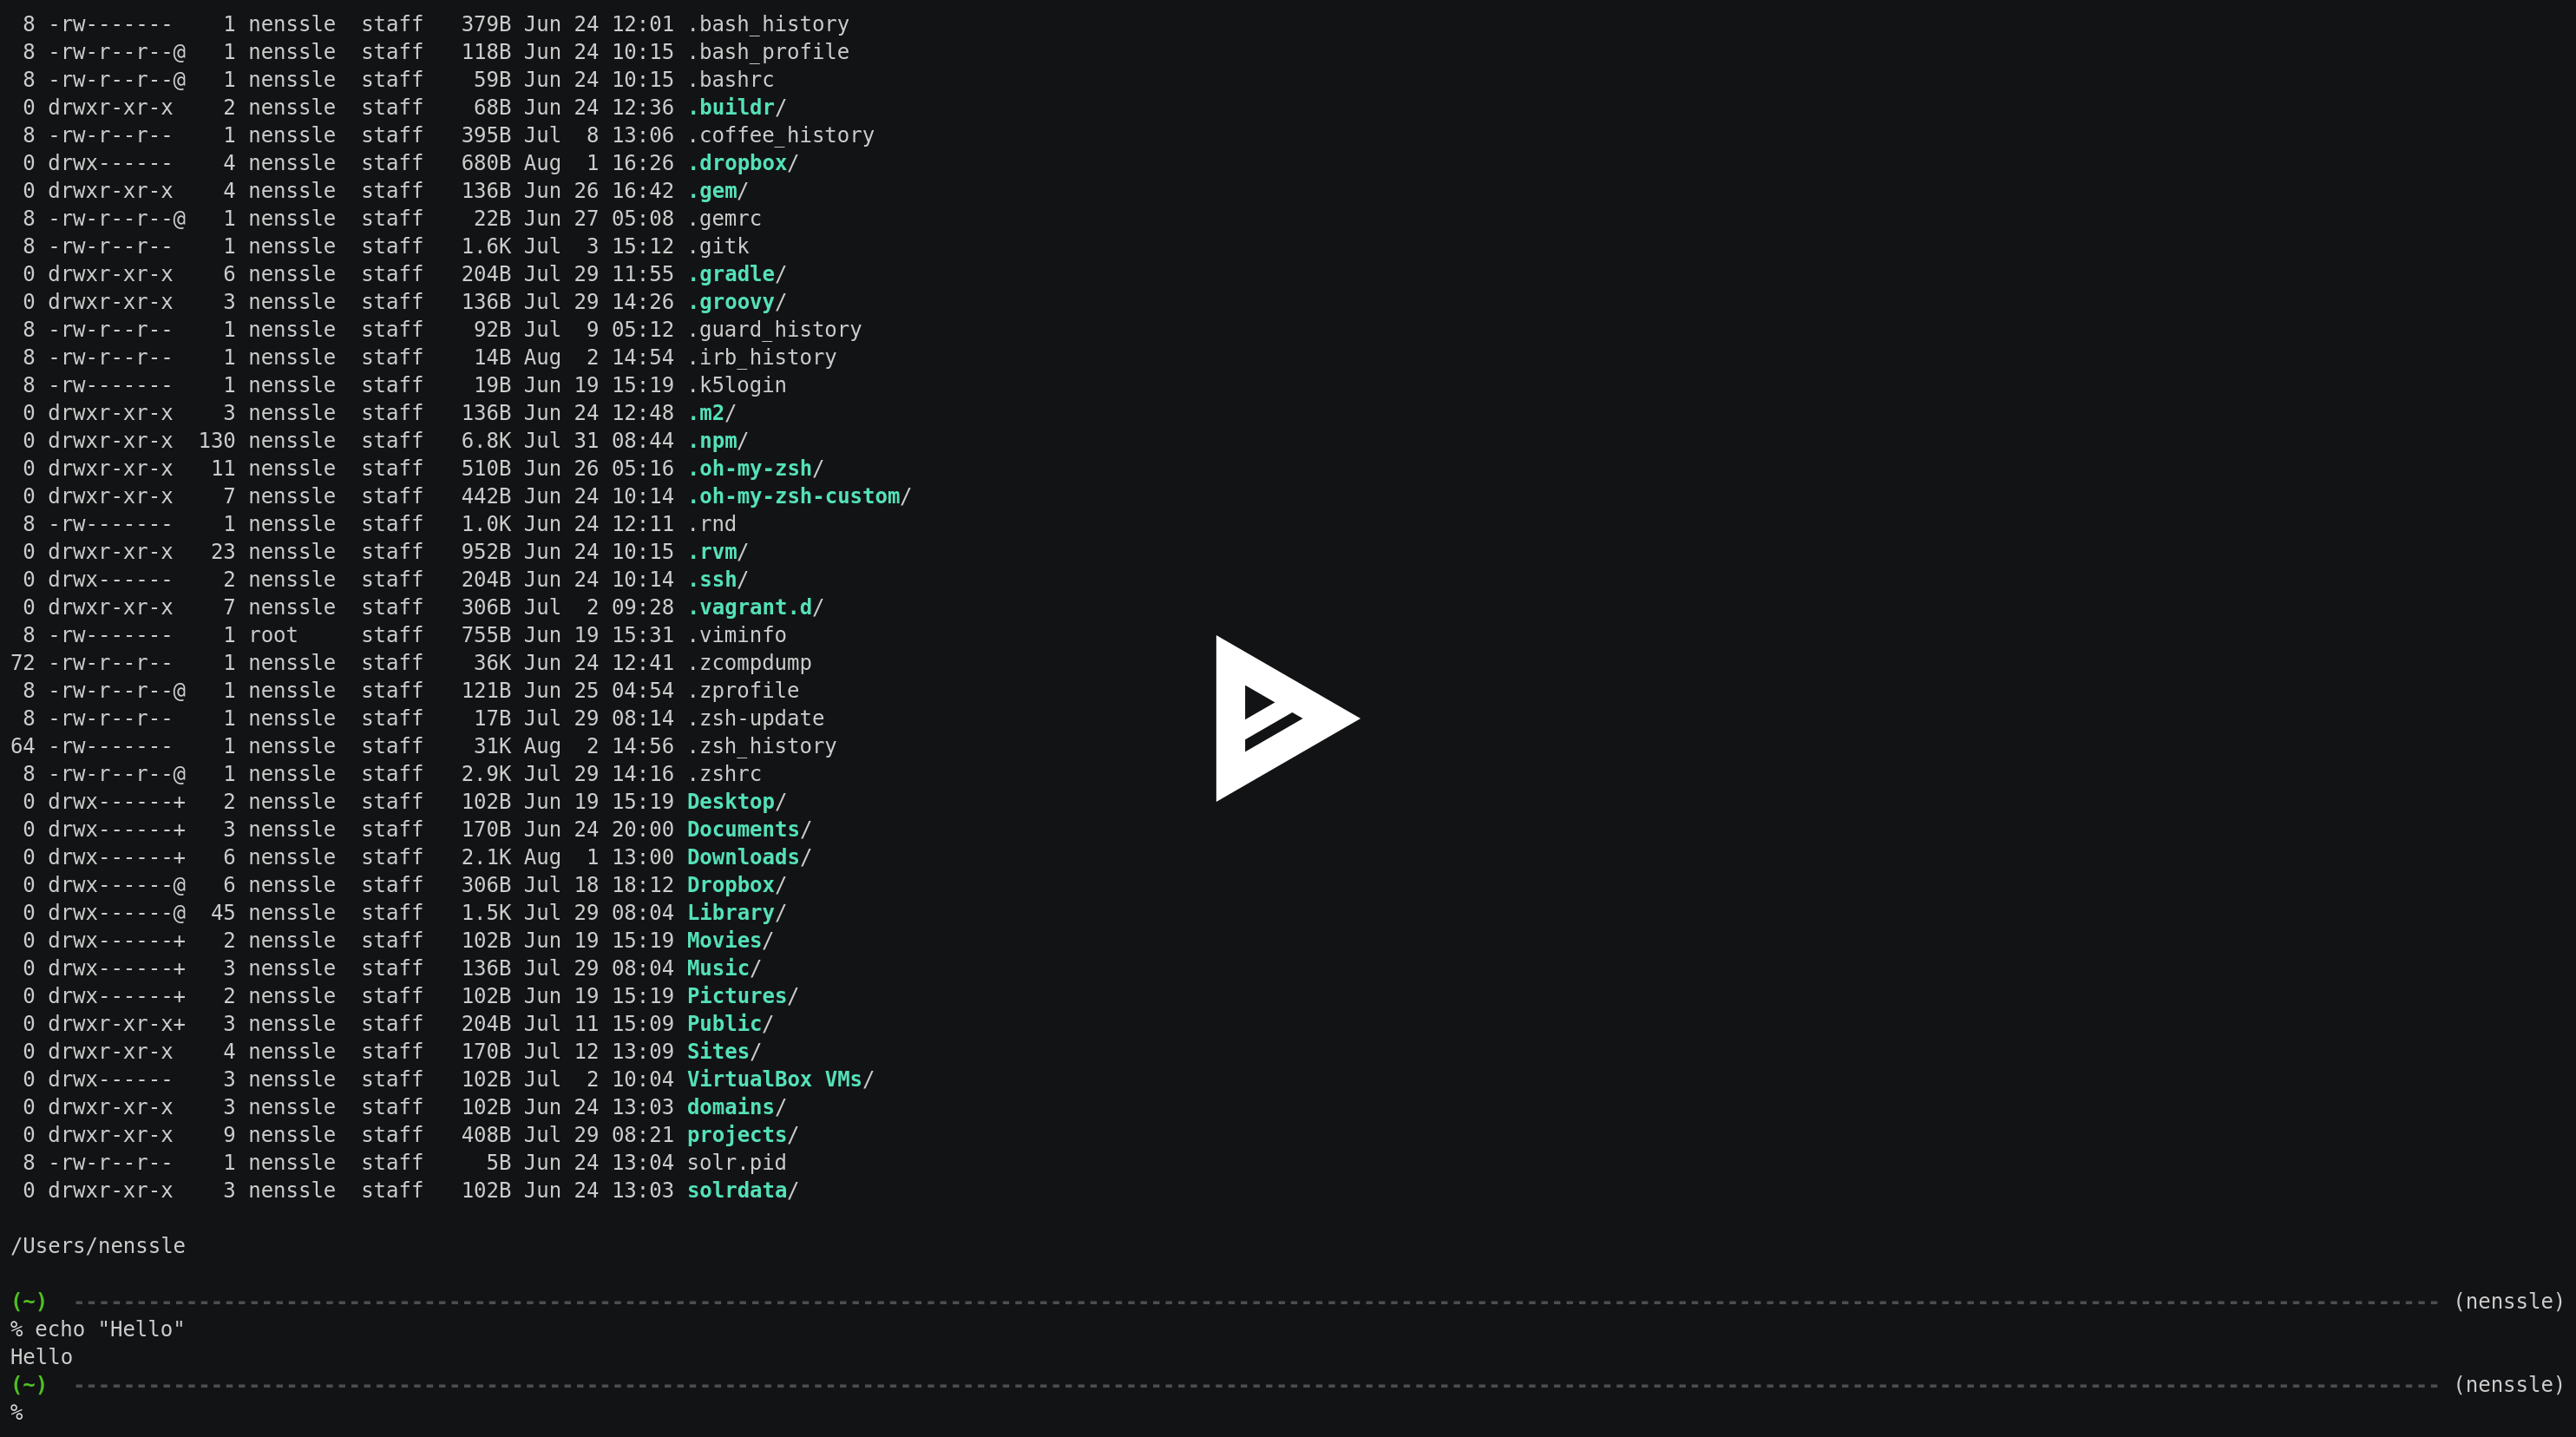 8 -rw-------    1 nenssle  staff   379B Jun 24 12:01 .bash_history
 8 -rw-r--r--@   1 nenssle  staff   118B Jun 24 10:15 .bash_profile
 8 -rw-r--r--@   1 nenssle  staff    59B Jun 24 10:15 .bashrc
 0 drwxr-xr-x    2 nenssle  staff    68B Jun 24 12:36 .buildr/
 8 -rw-r--r--    1 nenssle  staff   395B Jul  8 13:06 .coffee_history
 0 drwx------    4 nenssle  staff   680B Aug  1 16:26 .dropbox/
 0 drwxr-xr-x    4 nenssle  staff   136B Jun 26 16:42 .gem/
 8 -rw-r--r--@   1 nenssle  staff    22B Jun 27 05:08 .gemrc
 8 -rw-r--r--    1 nenssle  staff   1.6K Jul  3 15:12 .gitk
 0 drwxr-xr-x    6 nenssle  staff   204B Jul 29 11:55 .gradle/
 0 drwxr-xr-x    3 nenssle  staff   136B Jul 29 14:26 .groovy/
 8 -rw-r--r--    1 nenssle  staff    92B Jul  9 05:12 .guard_history
 8 -rw-r--r--    1 nenssle  staff    14B Aug  2 14:54 .irb_history
 8 -rw-------    1 nenssle  staff    19B Jun 19 15:19 .k5login
 0 drwxr-xr-x    3 nenssle  staff   136B Jun 24 12:48 .m2/
 0 drwxr-xr-x  130 nenssle  staff   6.8K Jul 31 08:44 .npm/
 0 drwxr-xr-x   11 nenssle  staff   510B Jun 26 05:16 .oh-my-zsh/
 0 drwxr-xr-x    7 nenssle  staff   442B Jun 24 10:14 .oh-my-zsh-custom/
 8 -rw-------    1 nenssle  staff   1.0K Jun 24 12:11 .rnd
 0 drwxr-xr-x   23 nenssle  staff   952B Jun 24 10:15 .rvm/
 0 drwx------    2 nenssle  staff   204B Jun 24 10:14 .ssh/
 0 drwxr-xr-x    7 nenssle  staff   306B Jul  2 09:28 .vagrant.d/
 8 -rw-------    1 root     staff   755B Jun 19 15:31 .viminfo
72 -rw-r--r--    1 nenssle  staff    36K Jun 24 12:41 .zcompdump
 8 -rw-r--r--@   1 nenssle  staff   121B Jun 25 04:54 .zprofile
 8 -rw-r--r--    1 nenssle  staff    17B Jul 29 08:14 .zsh-update
64 -rw-------    1 nenssle  staff    31K Aug  2 14:56 .zsh_history
 8 -rw-r--r--@   1 nenssle  staff   2.9K Jul 29 14:16 .zshrc
 0 drwx------+   2 nenssle  staff   102B Jun 19 15:19 Desktop/
 0 drwx------+   3 nenssle  staff   170B Jun 24 20:00 Documents/
 0 drwx------+   6 nenssle  staff   2.1K Aug  1 13:00 Downloads/
 0 drwx------@   6 nenssle  staff   306B Jul 18 18:12 Dropbox/
 0 drwx------@  45 nenssle  staff   1.5K Jul 29 08:04 Library/
 0 drwx------+   2 nenssle  staff   102B Jun 19 15:19 Movies/
 0 drwx------+   3 nenssle  staff   136B Jul 29 08:04 Music/
 0 drwx------+   2 nenssle  staff   102B Jun 19 15:19 Pictures/
 0 drwxr-xr-x+   3 nenssle  staff   204B Jul 11 15:09 Public/
 0 drwxr-xr-x    4 nenssle  staff   170B Jul 12 13:09 Sites/
 0 drwx------    3 nenssle  staff   102B Jul  2 10:04 VirtualBox VMs/
 0 drwxr-xr-x    3 nenssle  staff   102B Jun 24 13:03 domains/
 0 drwxr-xr-x    9 nenssle  staff   408B Jul 29 08:21 projects/
 8 -rw-r--r--    1 nenssle  staff     5B Jun 24 13:04 solr.pid
 0 drwxr-xr-x    3 nenssle  staff   102B Jun 24 13:03 solrdata/
/Users/nenssle
(~) --------------------------------------------------------------------------------------------------------------------------------------------------------------------------------------------- (nenssle)
% echo "Hello"
Hello
(~) --------------------------------------------------------------------------------------------------------------------------------------------------------------------------------------------- (nenssle)
%